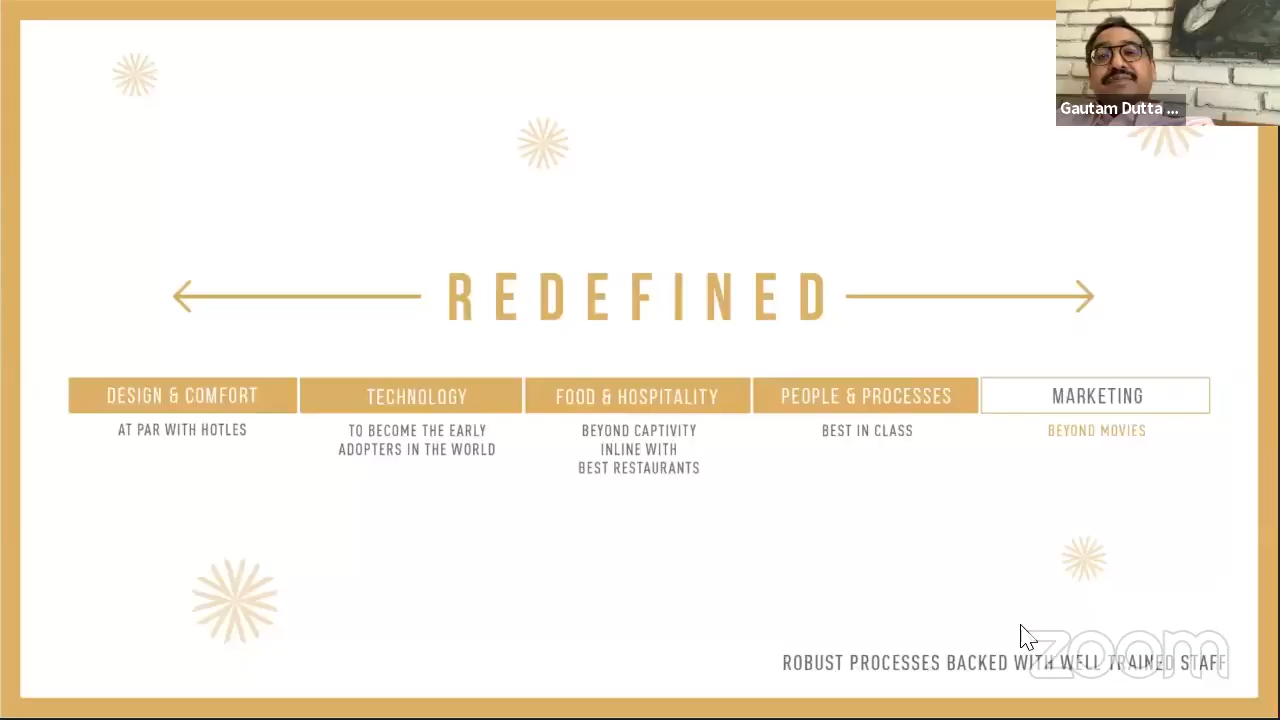 Gautam Dutta ...
REDEFINED
DESIGN & COMFORT
AT PAR WITH HOTLES
TECHNOLOGY
TO BECOME THE EARLY
ADOPTERS IN THE WORLD
FOOD & HOSPITALITY
BEYOND CAPTIVITY
INLINE WITH
BEST RESTAURANTS
PEOPLE & PROCESSES
BEST IN CLASS
MARKETING
BEYOND MOVIES
ROBUST PROCESSES BACKED WITH WELL TRAINED STAFF
zoom